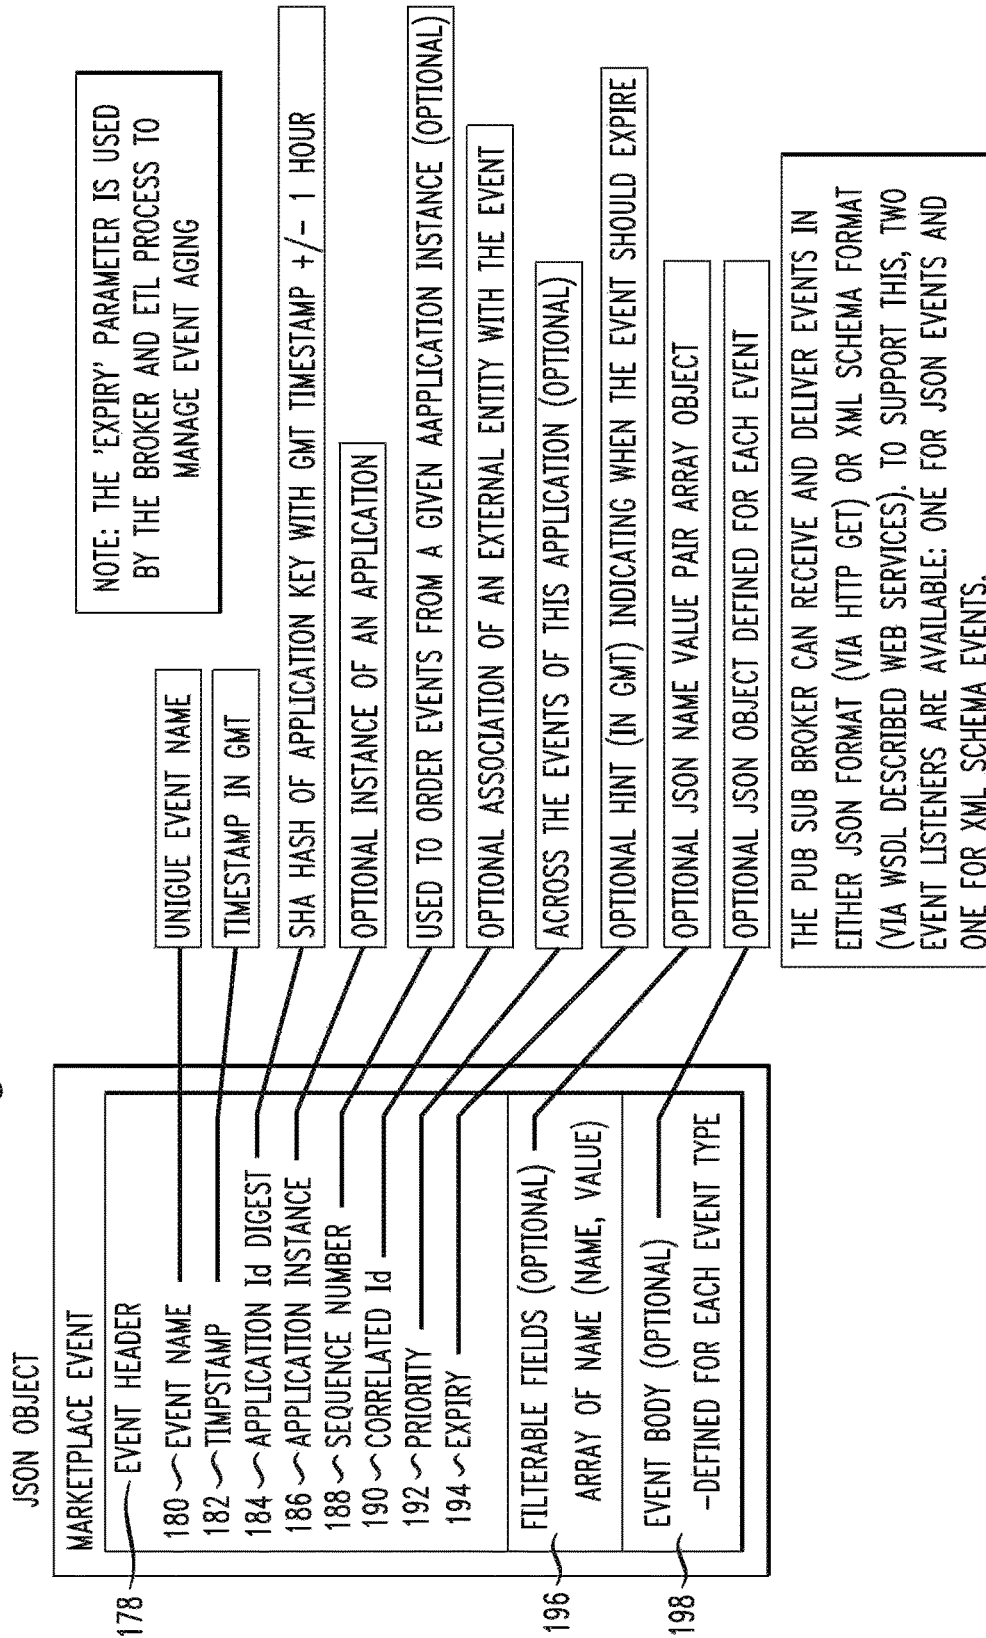 JSON OBJECT
MARKETPLACE EVENT
178
EVENT HEADER
180 EVENT NAME
182 TIMPSTAMP
184 APPLICATION Id DIGEST
186 APPLICATION INSTANCE
188 SEQUENCE NUMBER
190 CORRELATED Id
192 PRIORITY
194 EXPIRY
196
FILTERABLE FIELDS (OPTIONAL)
ARRAY OF NAME (NAME, VALUE)
198
EVENT BODY (OPTIONAL)
-DEFINED FOR EACH EVENT TYPE
NOTE: THE 'EXPIRY' PARAMETER IS USED
BY THE BROKER AND ETL PROCESS TO
MANAGE EVENT AGING
UNIGUE EVENT NAME
TIMESTAMP IN GMT
SHA HASH OF APPLICATION KEY WITH GMT TIMESTAMP +/- 1 HOUR
OPTIONAL INSTANCE OF AN APPLICATION
USED TO ORDER EVENTS FROM A GIVEN AAPPLICATION INSTANCE (OPTIONAL)
OPTIONAL ASSOCIATION OF AN EXTERNAL ENTITY WITH THE EVENT
ACROSS THE EVENTS OF THIS APPLICATION (OPTIONAL)
OPTIONAL HINT (IN GMT) INDICATING WHEN THE EVENT SHOULD EXPIRE
OPTIONAL JSON NAME VALUE PAIR ARRAY OBJECT
OPTIONAL JSON OBJECT DEFINED FOR EACH EVENT
THE PUB SUB BROKER CAN RECEIVE AND DELIVER EVENTS IN
EITHER JSON FORMAT (VIA HTTP GET) OR XML SCHEMA FORMAT
(VIA WSDL DESCRIBED WEB SERVICES). TO SUPPORT THIS, TWO
EVENT LISTENERS ARE AVAILABLE: ONE FOR JSON EVENTS AND
ONE FOR XML SCHEMA EVENTS.